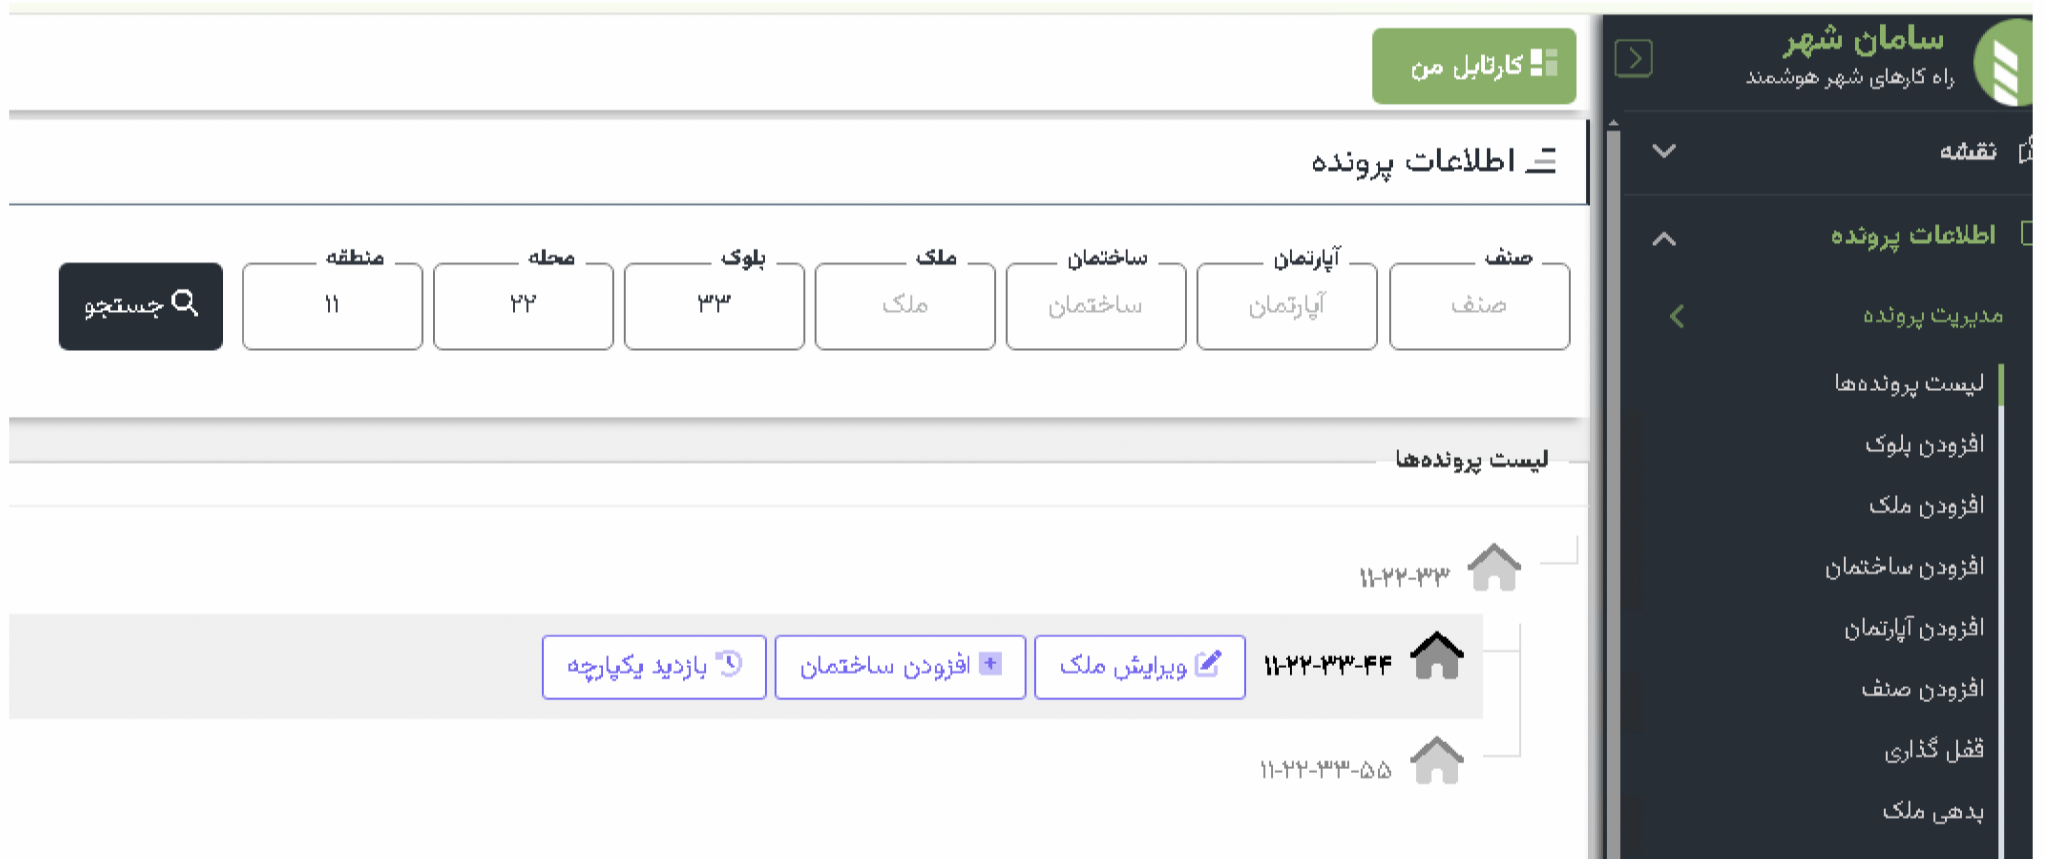 سامان شهر
راه کارهای شهر هوشمند
نقشه
اطلاعات پرونده
مدیریت پرونده
لیست پرونده‌ها
افزودن بلوک
افزودن ملک
افزودن ساختمان
افزودن آپارتمان
افزودن صنف
قفل گذاری
بدهی ملک
کارتابل من
اطلاعات پرونده
صنف آپارتمان ساختمان ملک بلوک محله منطقه
صنف آپارتمان ساختمان ملک ۳۳ ۲۲ ۱۱ جستجو
لیست پرونده‌ها
۱۱-۲۲-۳۳
۱۱-۲۲-۳۳-۴۴ ویرایش ملک افزودن ساختمان بازدید یکپارچه
۱۱-۲۲-۳۳-۵۵